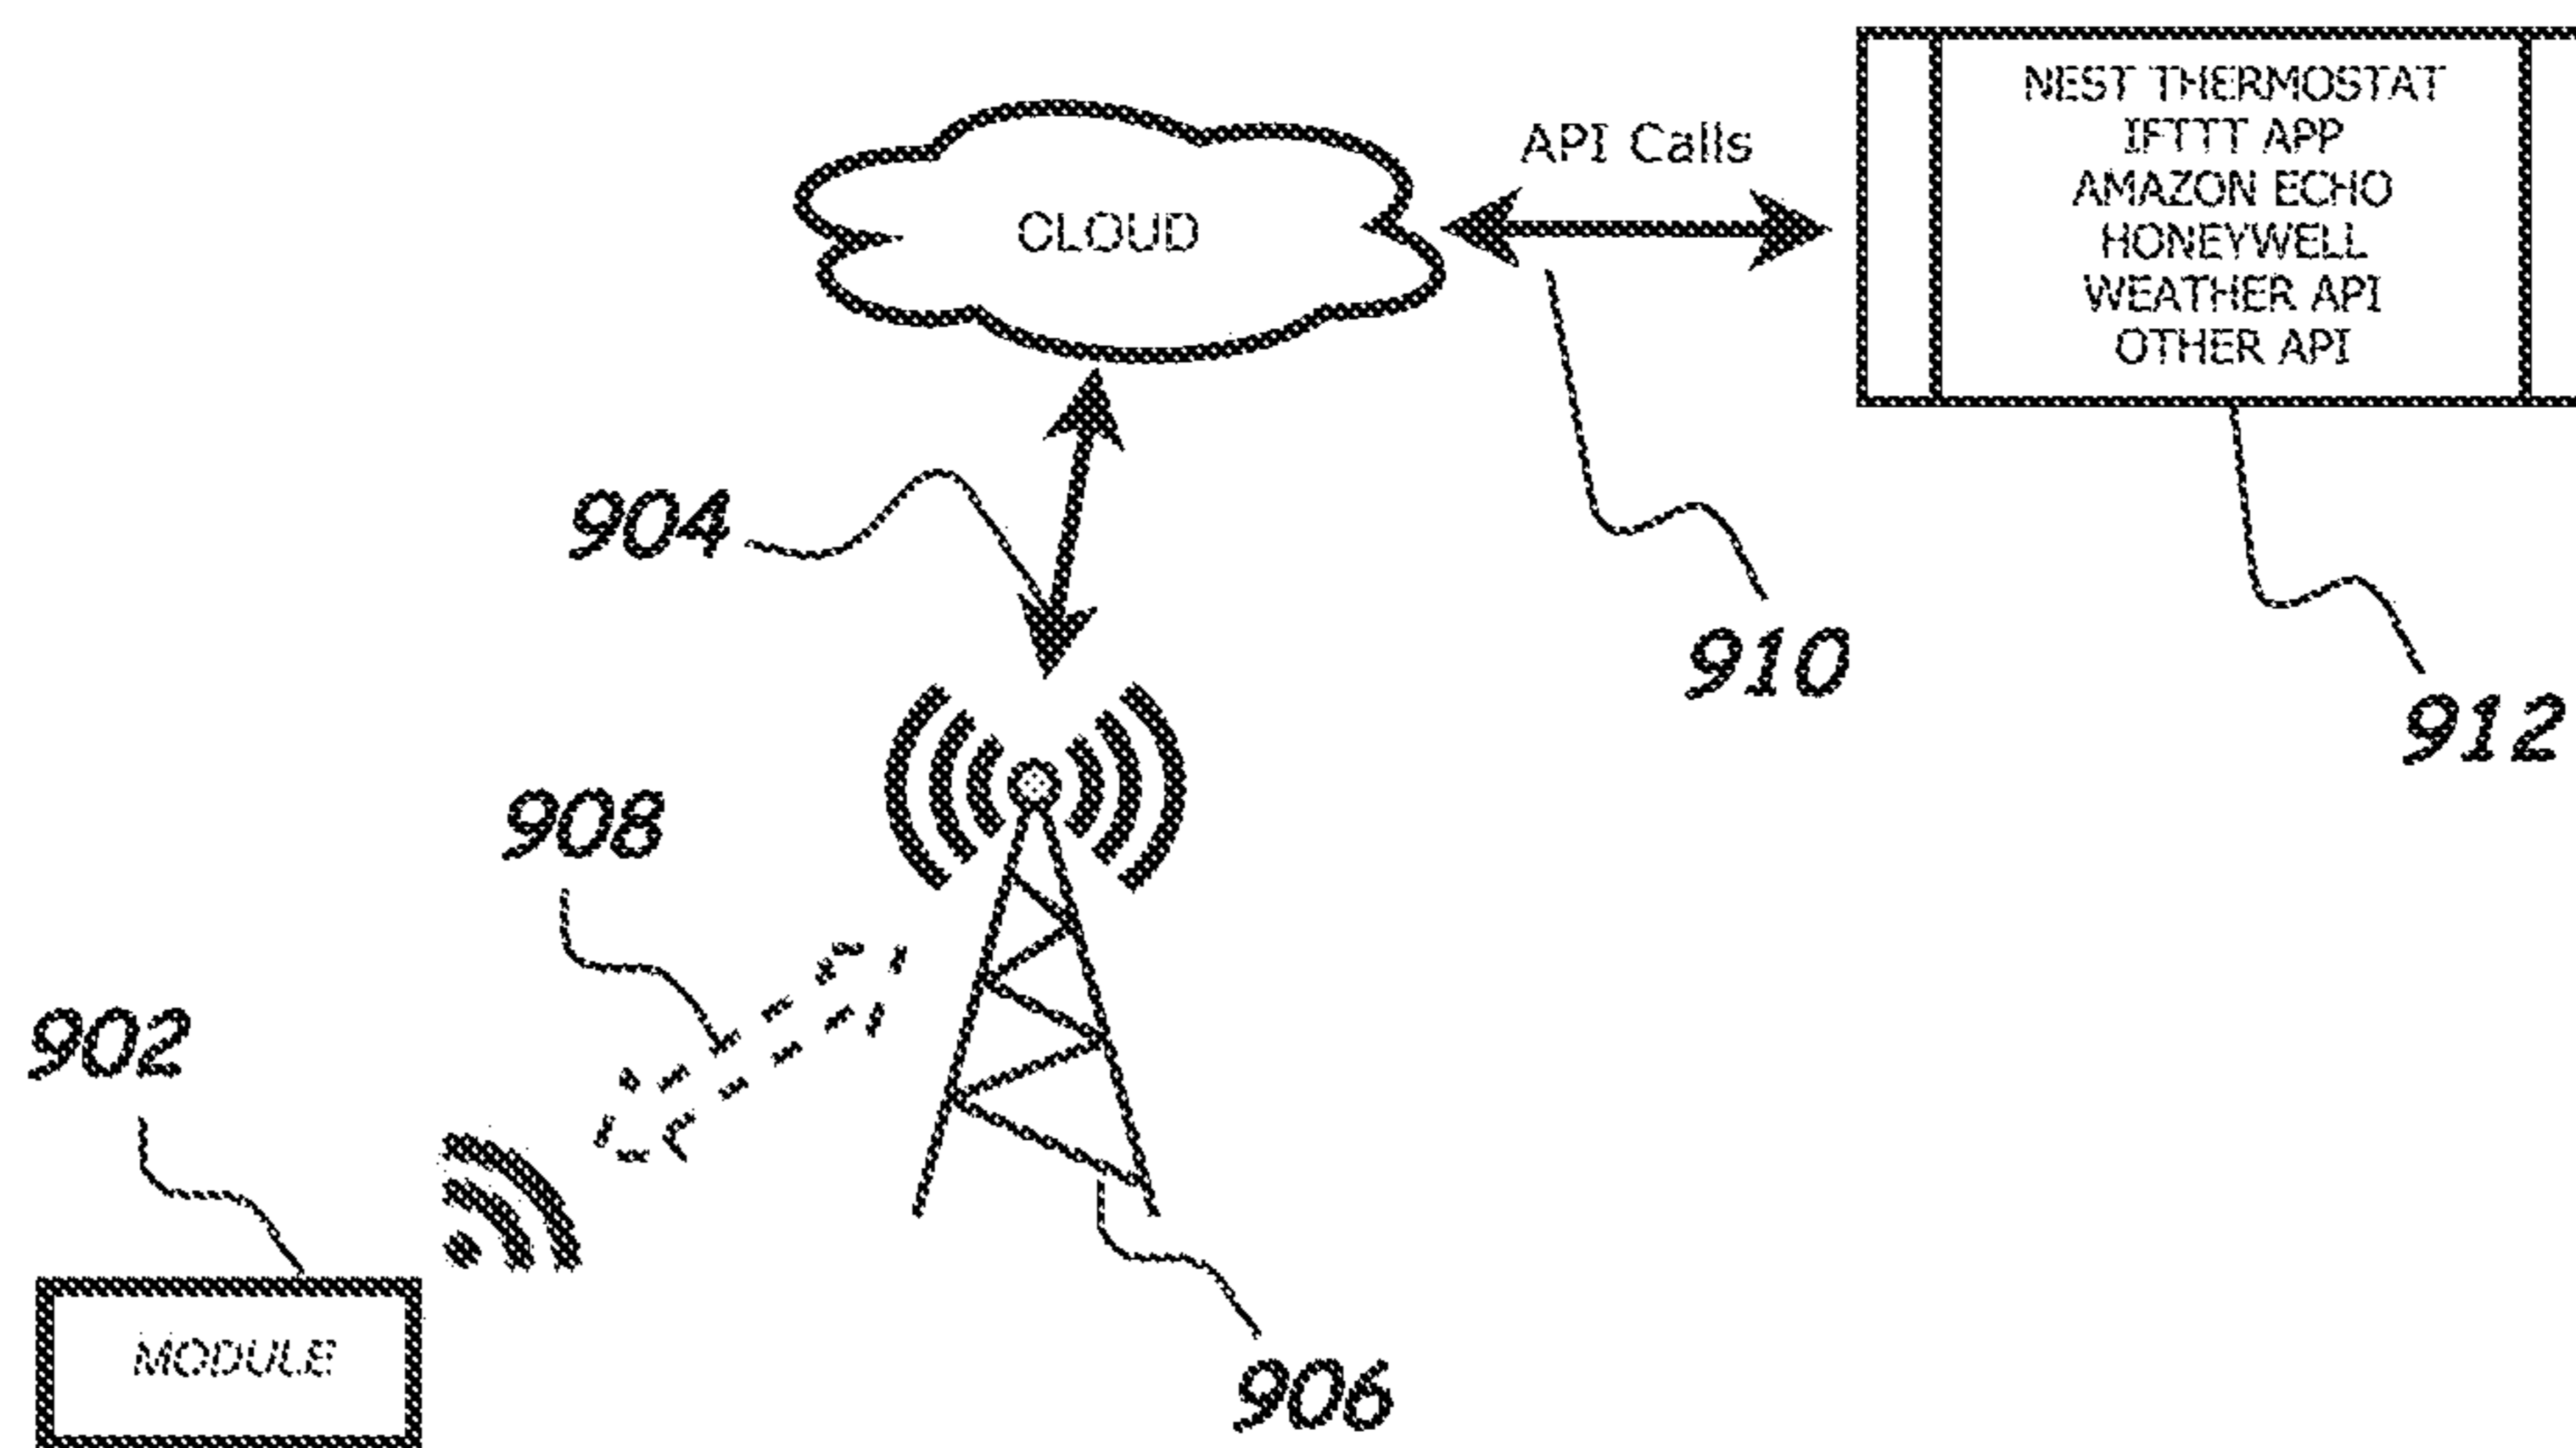 NEST THERMOSTAT
IFTTT APP
AMAZON ECHO
HONEYWELL
WEATHER API
OTHER API
API Calls
CLOUD
904
910
912
908
902
MODULE
906